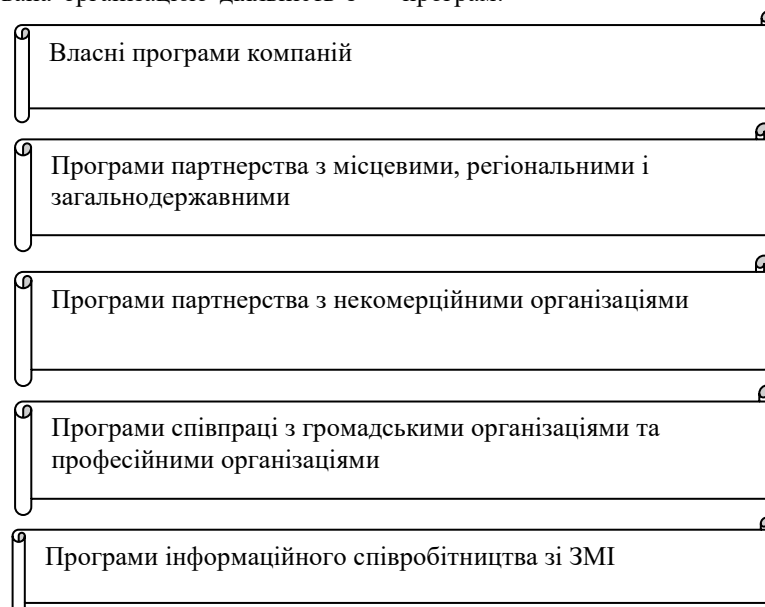 Власні програми компаній
Програми партнерства з місцевими, регіональними і
загальнодержавними
Програми партнерства з некомерційними організаціями
Програми співпраці з громадськими організаціями та
професійними організаціями
Програми інформаційного співробітництва зі ЗМІ